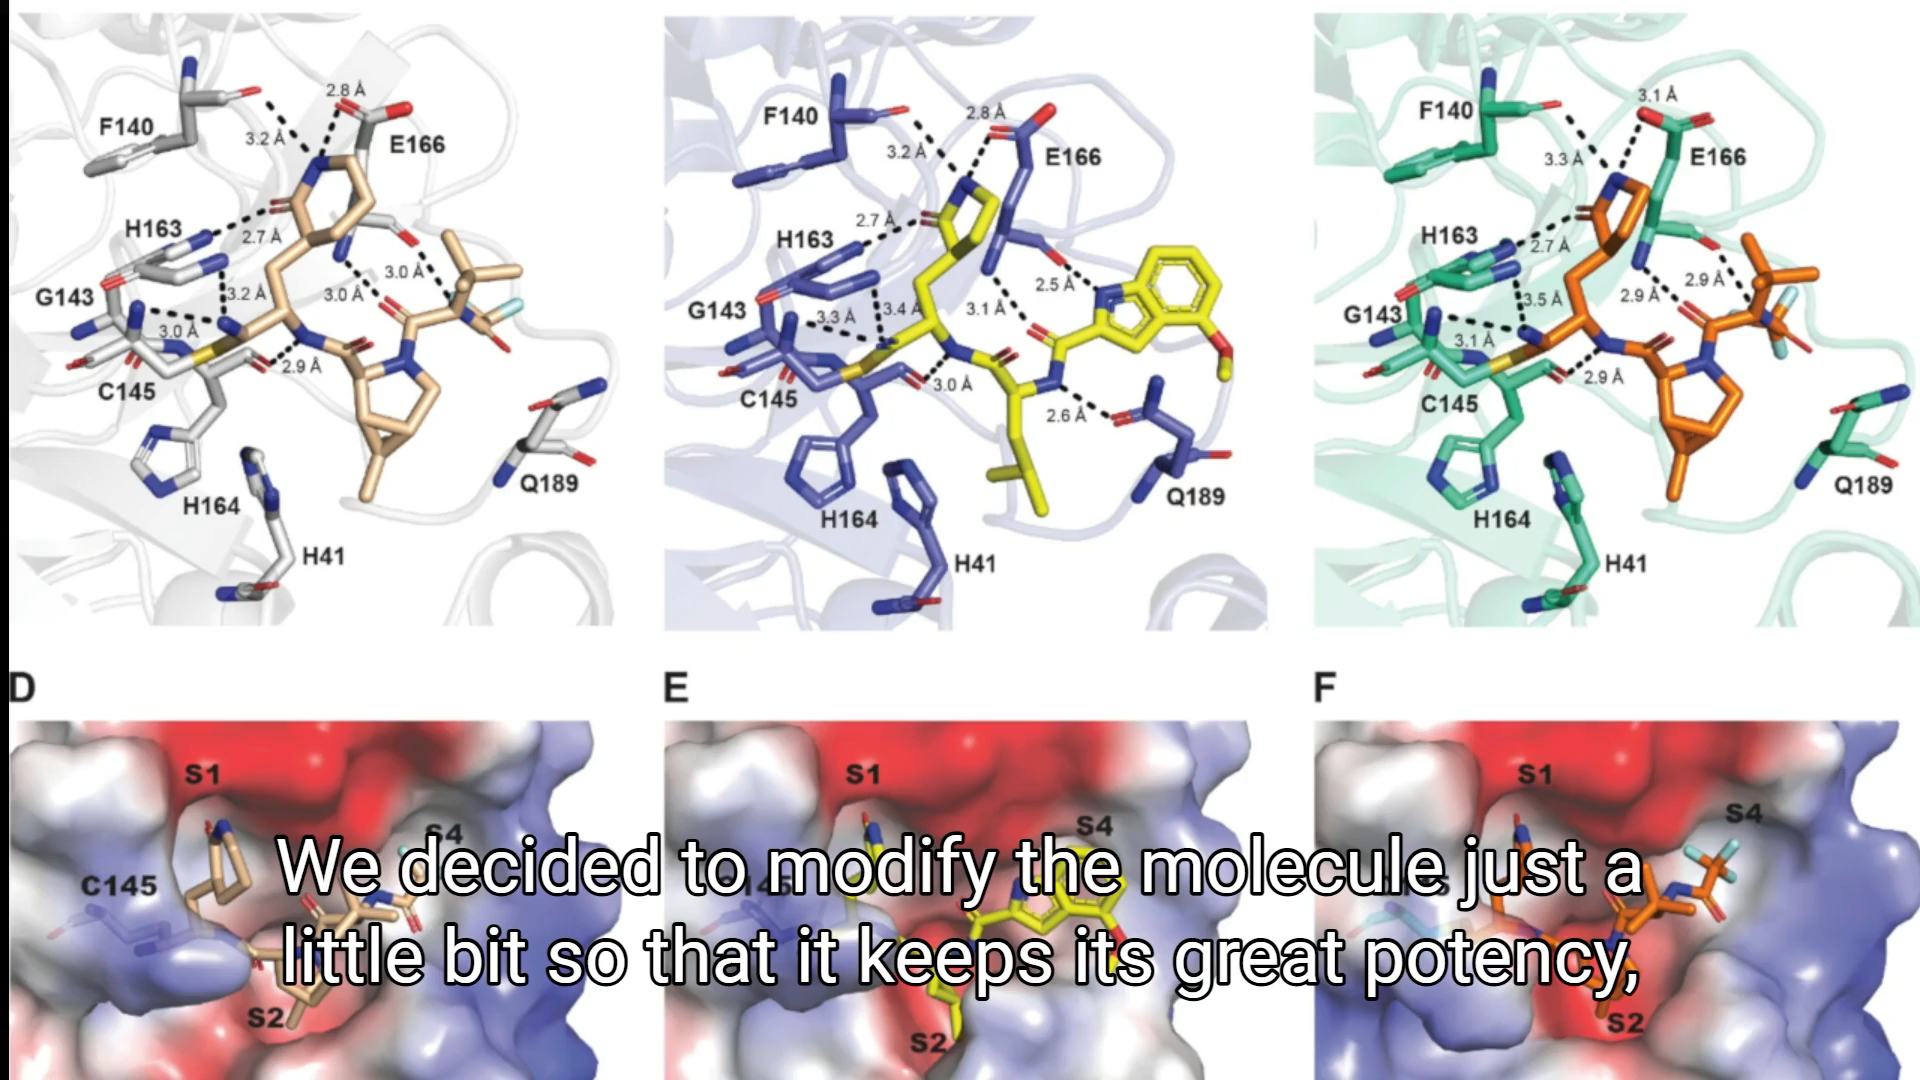 2.8 Å
F140
3.2 Å
E166
H163
2.7 Å
3.0 Å
G143
3.2 Å
3.0 Å
3.0 Å
2.9 Å
C145
Q189
H164
H41
2.8 Å
F140
3.2 Å
E166
2.7 Å
H163
2.5 Å
G143
3.3 Å
3.4 Å
3.1 Å
C145
3.0 Å
2.6 Å
Q189
H164
H41
3.1 Å
F140
3.3 Å
E166
H163
2.7 Å
2.9 Å
2.9 Å
G143
3.5 Å
3.1 Å
2.9 Å
C145
Q189
H164
H41
D
E
F
S1
S4
C145
S2
S1
S4
S2
S1
S4
S2
We decided to modify the molecule just a
little bit so that it keeps its great potency,